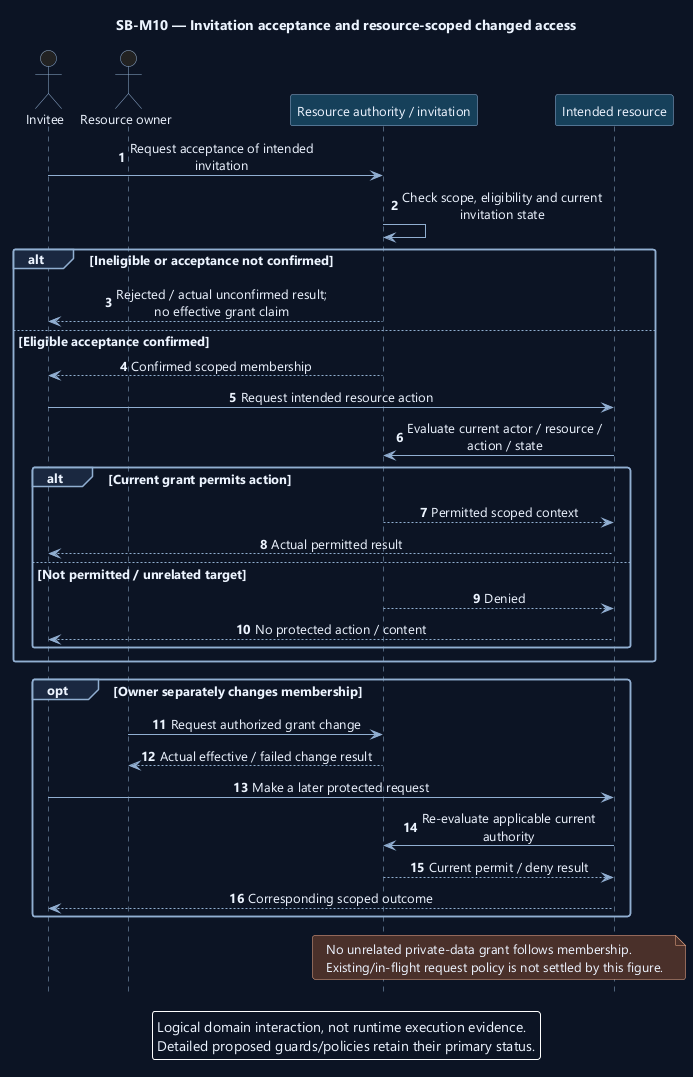 SB-M10 — Invitation acceptance and resource-scoped changed access
Invitee
Resource owner
Resource authority / invitation
Intended resource
1 Request acceptance of intended
invitation
2 Check scope, eligibility and current
invitation state
alt [Ineligible or acceptance not confirmed]
3 Rejected / actual unconfirmed result;
no effective grant claim
[Eligible acceptance confirmed]
4 Confirmed scoped membership
5 Request intended resource action
6 Evaluate current actor / resource /
action / state
alt [Current grant permits action]
7 Permitted scoped context
8 Actual permitted result
[Not permitted / unrelated target]
9 Denied
10 No protected action / content
opt [Owner separately changes membership]
11 Request authorized grant change
12 Actual effective / failed change result
13 Make a later protected request
14 Re-evaluate applicable current
authority
15 Current permit / deny result
16 Corresponding scoped outcome
No unrelated private-data grant follows membership.
Existing/in-flight request policy is not settled by this figure.
Logical domain interaction, not runtime execution evidence.
Detailed proposed guards/policies retain their primary status.